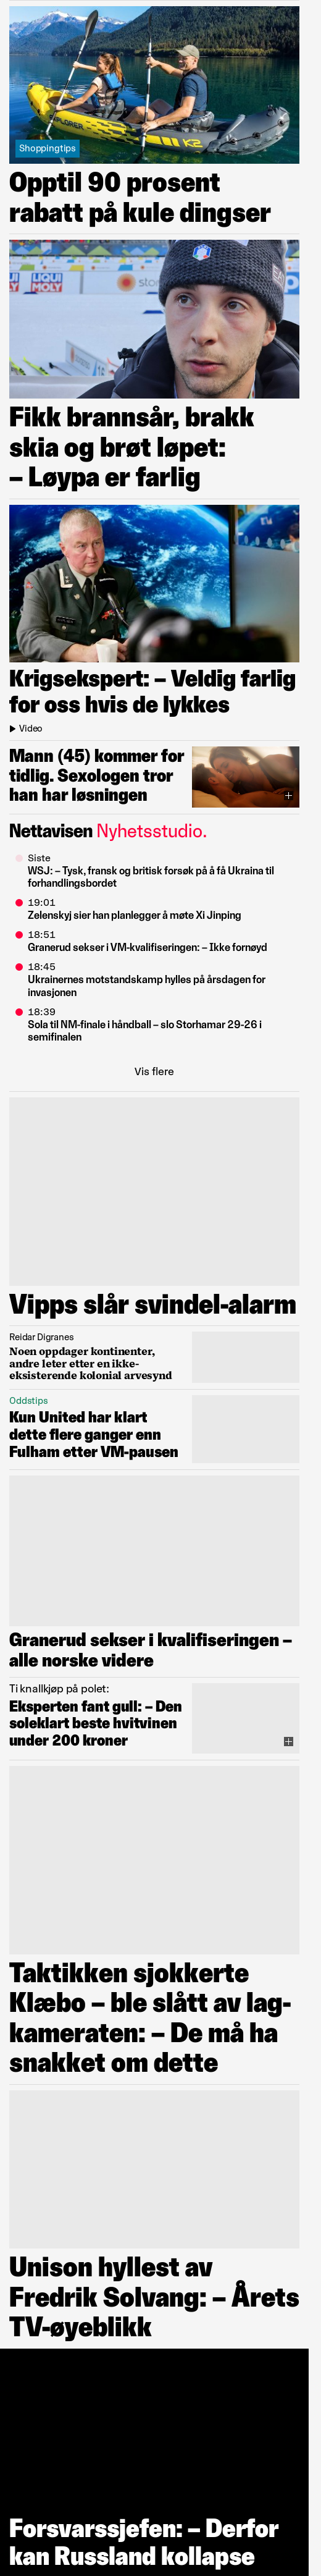 Shoppingtips
Opptil 90 prosent
rabatt på kule dingser
LIQUI
MOLY
Fikk brannsår, brakk
skia og brøt løpet:
– Løypa er farlig
Krigsekspert: – Veldig farlig
for oss hvis de lykkes
Video
Mann (45) kommer for
tidlig. Sexologen tror
han har løsningen
Nettavisen Nyhetsstudio.
Siste
WSJ: – Tysk, fransk og britisk forsøk på å få Ukraina til
forhandlingsbordet
19:01
Zelenskyj sier han planlegger å møte Xi Jinping
18:51
Granerud sekser i VM-kvalifiseringen: – Ikke fornøyd
18:45
Ukrainernes motstandskamp hylles på årsdagen for
invasjonen
18:39
Sola til NM-finale i håndball – slo Storhamar 29-26 i
semifinalen
Vis flere
Vipps slår svindel-alarm
Reidar Digranes
Noen oppdager kontinenter,
andre leter etter en ikke-
eksisterende kolonial arvesynd
Oddstips
Kun United har klart
dette flere ganger enn
Fulham etter VM-pausen
Granerud sekser i kvalifiseringen –
alle norske videre
Ti knallkjøp på polet:
Eksperten fant gull: – Den
soleklart beste hvitvinen
under 200 kroner
Taktikken sjokkerte
Klæbo – ble slått av lag-
kameraten: – De må ha
snakket om dette
Unison hyllest av
Fredrik Solvang: – Årets
TV-øyeblikk
Forsvarssjefen: – Derfor
kan Russland kollapse